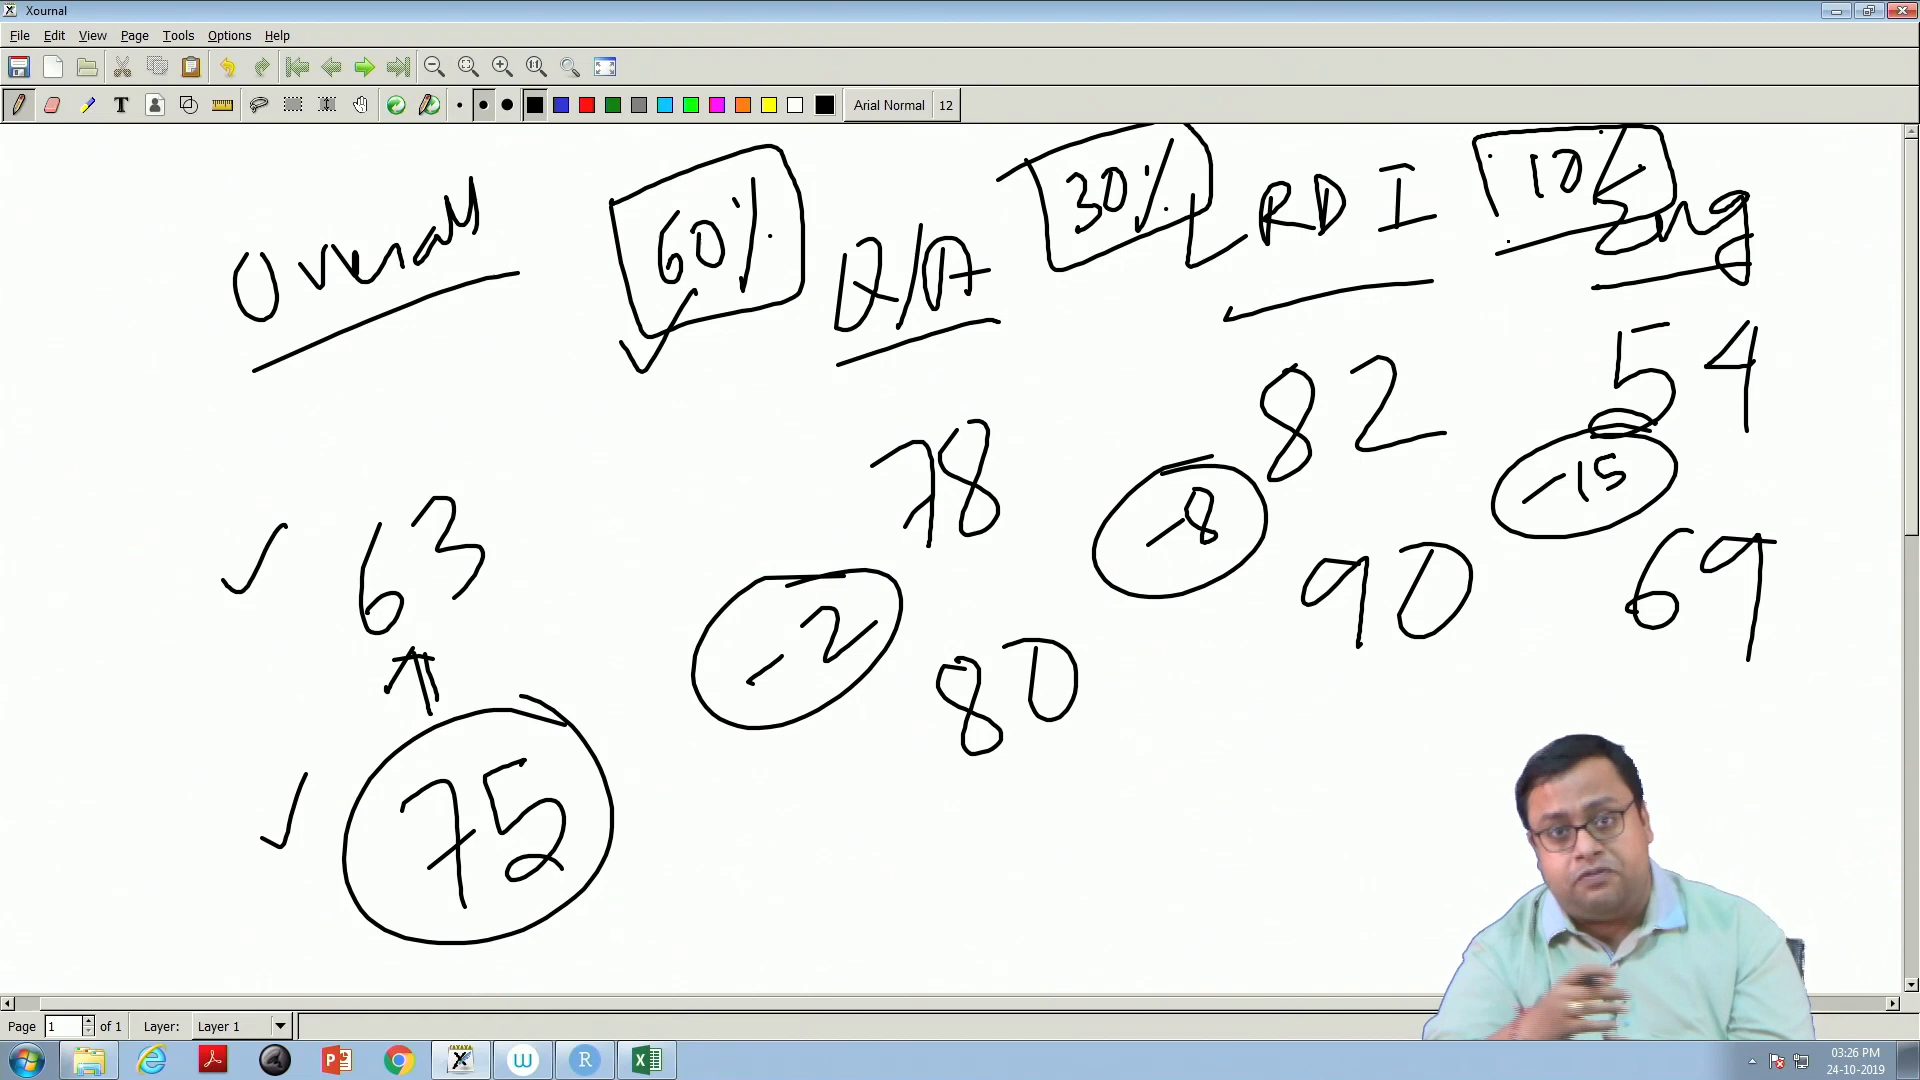 Xournal
File Edit View Page Tools Options Help
Arial Normal 12
Overall 60% Q/A 30% LRDI 10% Eng
63 78 82 54
-2 -8 -15
75 80 90 69
Page 1 of 1 Layer: Layer 1
03:26 PM
24-10-2019